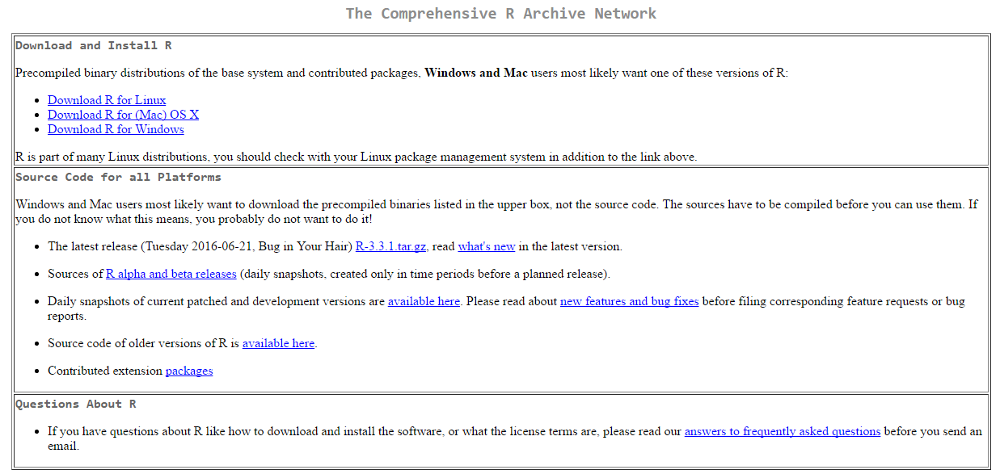 The Comprehensive R Archive Network
Download and Install R
Precompiled binary distributions of the base system and contributed packages, Windows and Mac users most likely want one of these versions of R:
Download R for Linux
Download R for (Mac) OS X
Download R for Windows
R is part of many Linux distributions, you should check with your Linux package management system in addition to the link above.
Source Code for all Platforms
Windows and Mac users most likely want to download the precompiled binaries listed in the upper box, not the source code. The sources have to be compiled before you can use them. If
you do not know what this means, you probably do not want to do it!
The latest release (Tuesday 2016-06-21, Bug in Your Hair) R-3.3.1.tar.gz, read what's new in the latest version.
Sources of R alpha and beta releases (daily snapshots, created only in time periods before a planned release).
Daily snapshots of current patched and development versions are available here. Please read about new features and bug fixes before filing corresponding feature requests or bug
reports.
Source code of older versions of R is available here.
Contributed extension packages
Questions About R
If you have questions about R like how to download and install the software, or what the license terms are, please read our answers to frequently asked questions before you send an
email.